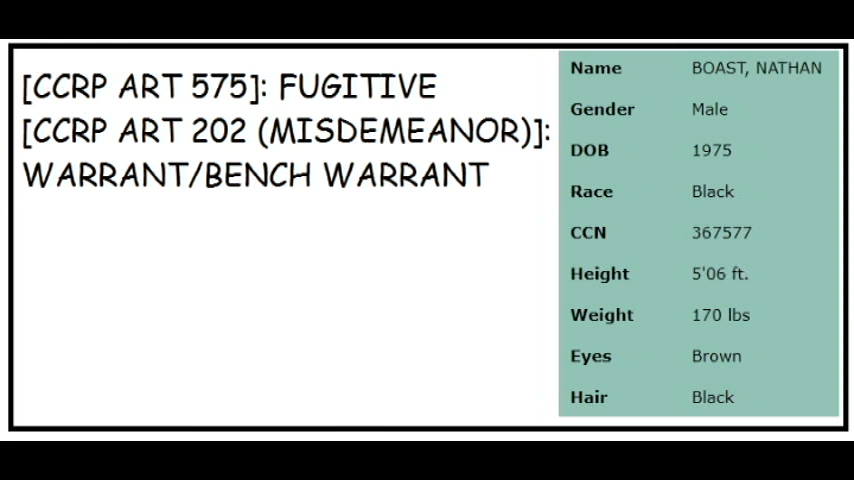 [CCRP ART 575]: FUGITIVE
[CCRP ART 202 (MISDEMEANOR)]:
WARRANT/BENCH WARRANT
Name BOAST, NATHAN
Gender Male
DOB 1975
Race Black
CCN 367577
Height 5'06 ft.
Weight 170 lbs
Eyes Brown
Hair Black